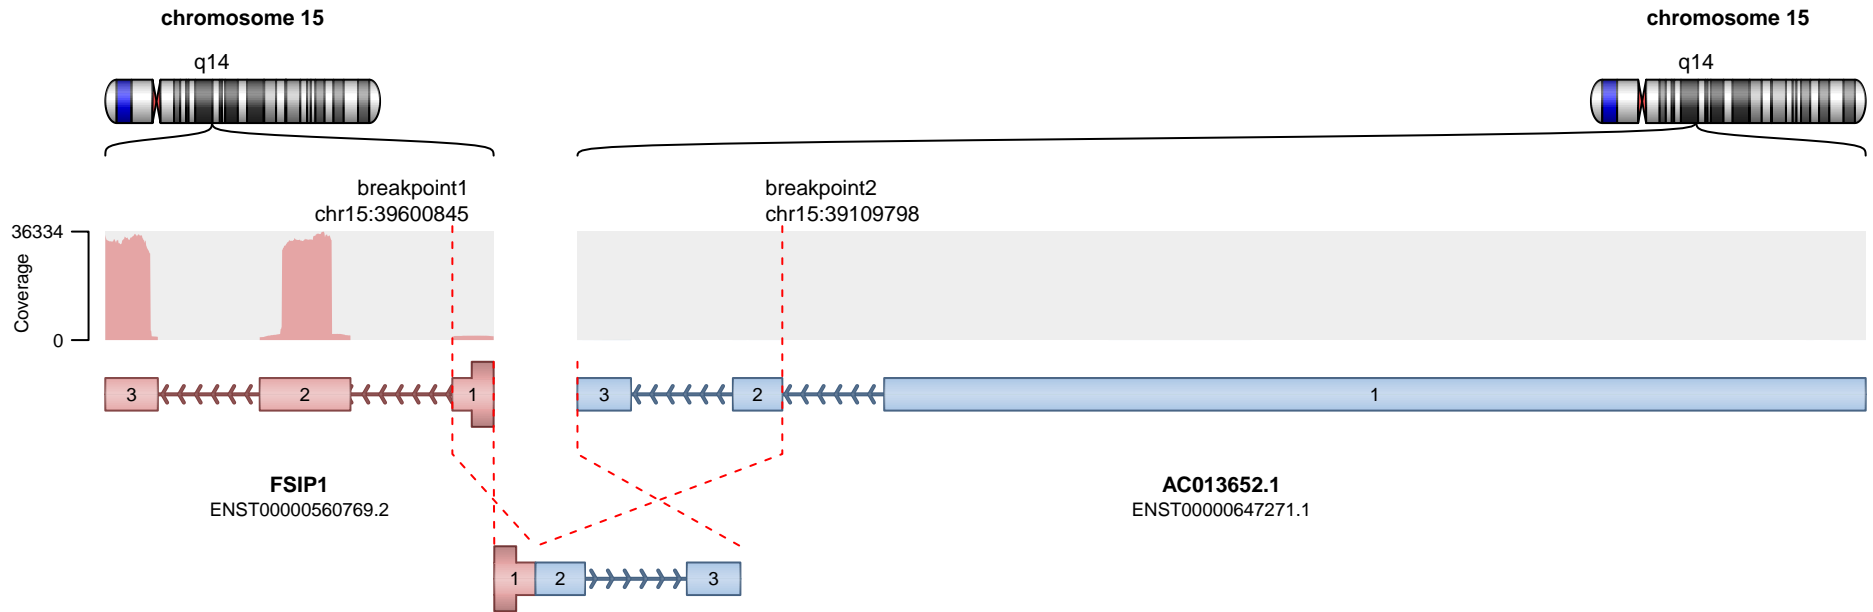 chromosome 15
chromosome 15
q14
q14
breakpoint1
chr15:39600845
breakpoint2
chr15:39109798
36334
Coverage
0
3
2
1
3
2
1
FSIP1
ENST00000560769.2
AC013652.1
ENST00000647271.1
1
2
3